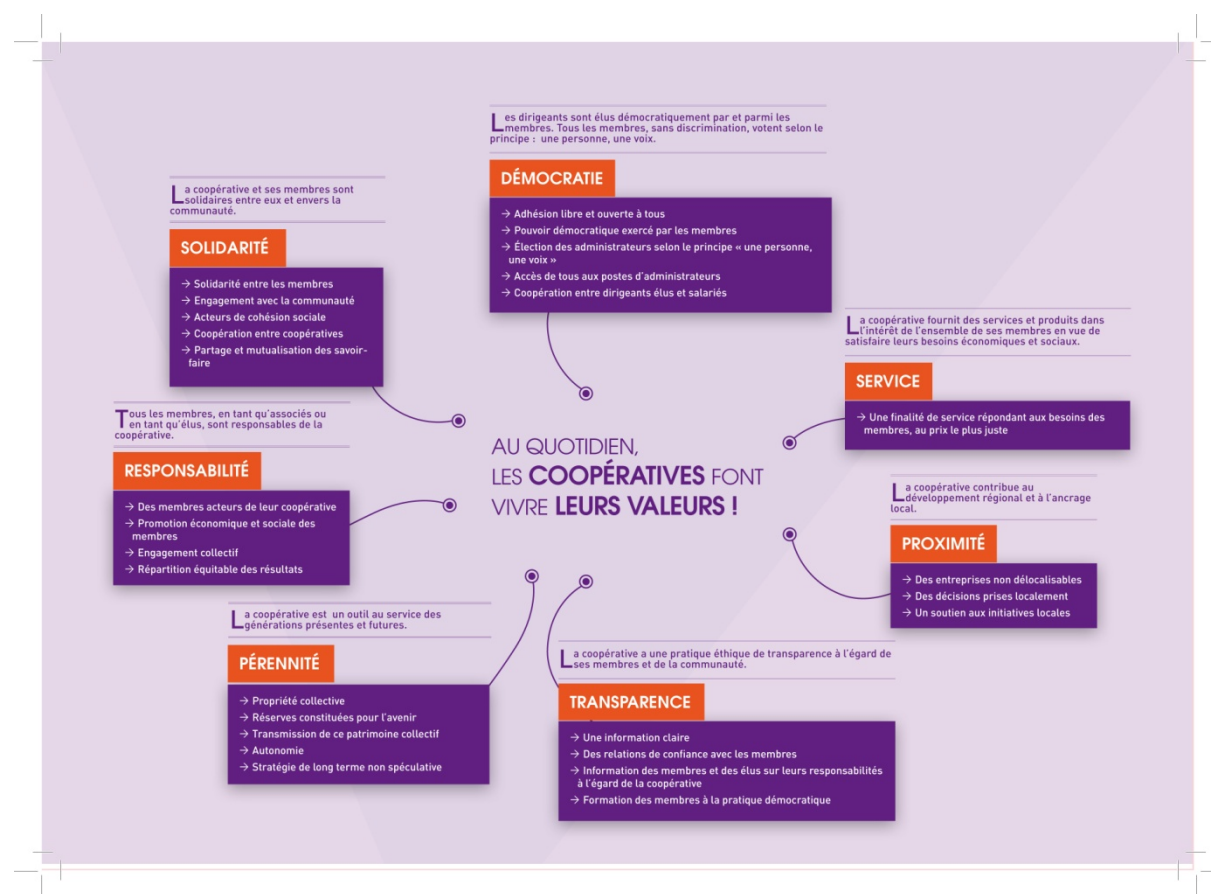 Les dirigeants sont élus démocratiquement par et parmi les
membres. Tous les membres, sans discrimination, votent selon le
principe : une personne, une voix.
DÉMOCRATIE
→ Adhésion libre et ouverte à tous
→ Pouvoir démocratique exercé par les membres
→ Élection des administrateurs selon le principe « une personne,
une voix »
→ Accès de tous aux postes d'administrateurs
→ Coopération entre dirigeants élus et salariés
La coopérative et ses membres sont
solidaires entre eux et envers la
communauté.
SOLIDARITÉ
→ Solidarité entre les membres
→ Engagement avec la communauté
→ Acteurs de cohésion sociale
→ Coopération entre coopératives
→ Partage et mutualisation des savoir-
faire
La coopérative fournit des services et produits dans
l'intérêt de l'ensemble de ses membres en vue de
satisfaire leurs besoins économiques et sociaux.
SERVICE
→ Une finalité de service répondant aux besoins des
membres, au prix le plus juste
Tous les membres, en tant qu'associés ou
en tant qu'élus, sont responsables de la
coopérative.
RESPONSABILITÉ
→ Des membres acteurs de leur coopérative
→ Promotion économique et sociale des
membres
→ Engagement collectif
→ Répartition équitable des résultats
AU QUOTIDIEN,
LES COOPÉRATIVES FONT
VIVRE LEURS VALEURS !
La coopérative contribue au
développement régional et à l'ancrage
local.
PROXIMITÉ
→ Des entreprises non délocalisables
→ Des décisions prises localement
→ Un soutien aux initiatives locales
La coopérative est un outil au service des
générations présentes et futures.
PÉRENNITÉ
→ Propriété collective
→ Réserves constituées pour l'avenir
→ Transmission de ce patrimoine collectif
→ Autonomie
→ Stratégie de long terme non spéculative
La coopérative a une pratique éthique de transparence à l'égard de
ses membres et de la communauté.
TRANSPARENCE
→ Une information claire
→ Des relations de confiance avec les membres
→ Information des membres et des élus sur leurs responsabilités
à l'égard de la coopérative
→ Formation des membres à la pratique démocratique